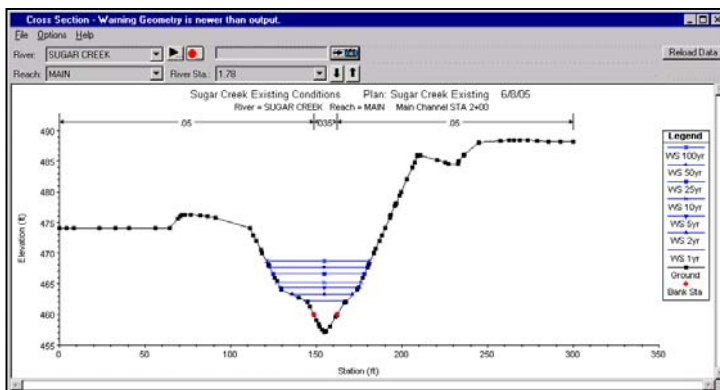 Cross Section - Warning Geometry is newer than output.
File Options Help
River: SUGAR CREEK
Reload Data
Reach: MAIN River Sta.: 1.78
Sugar Creek Existing Conditions Plan: Sugar Creek Existing 6/8/05
River = SUGAR CREEK Reach = MAIN Main Channel STA 2+00
.05 .035 .05
Legend
WS 100yr
WS 50yr
WS 25yr
WS 10yr
WS 5yr
WS 2yr
WS 1yr
Ground
Bank Sta
Elevation (ft)
490
485
480
475
470
465
460
455
0 50 100 150 200 250 300 350
Station (ft)